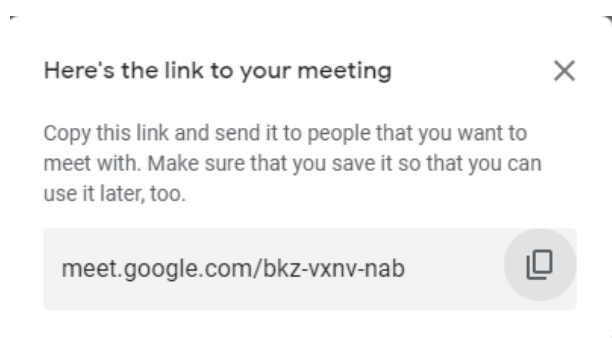 Here's the link to your meeting
Copy this link and send it to people that you want to
meet with. Make sure that you save it so that you can
use it later, too.
meet.google.com/bkz-vxnv-nab